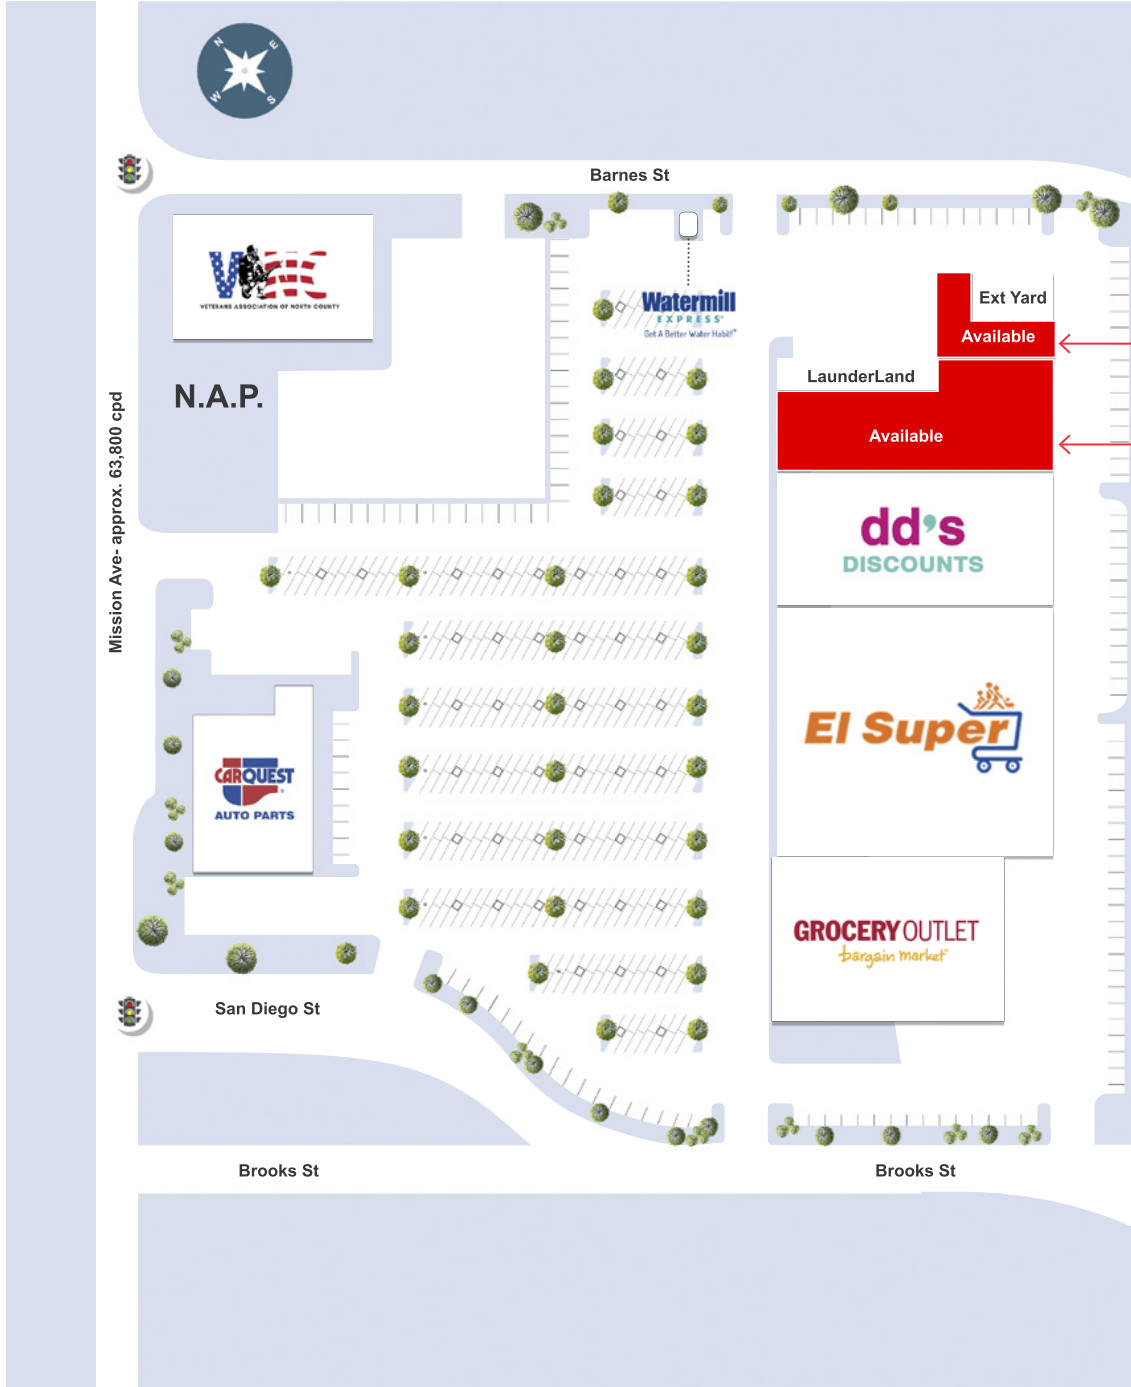 N
E
W
S
Barnes St
VANC
VETERANS ASSOCIATION OF NORTH COUNTY
N.A.P.
Watermill
EXPRESS
Get A Better Water Habit!
Ext Yard
Available
LaunderLand
Available
Mission Ave- approx. 63,800 cpd
dd's
DISCOUNTS
El Super
CARQUEST
AUTO PARTS
GROCERY OUTLET
bargain market
San Diego St
Brooks St
Brooks St